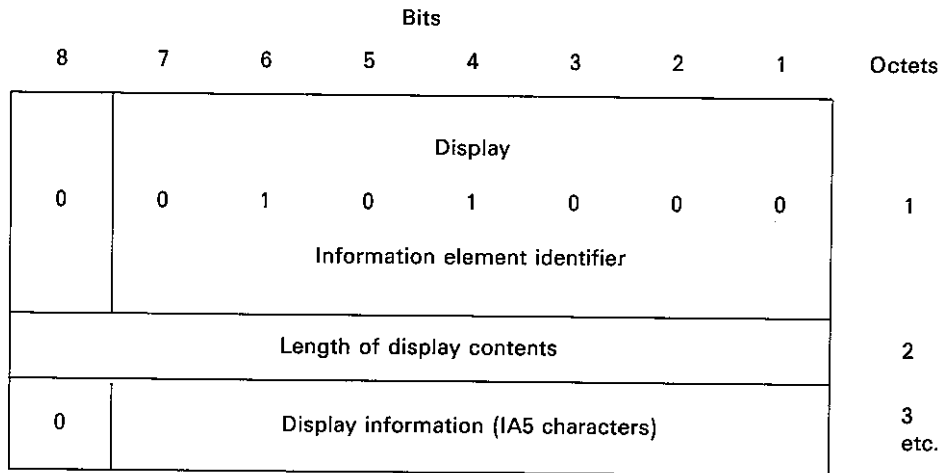 Bits
8 7 6 5 4 3 2 1 Octets
Display
0 0 1 0 1 0 0 0 1
Information element identifier
Length of display contents 2
0 Display information (IA5 characters) 3
etc.